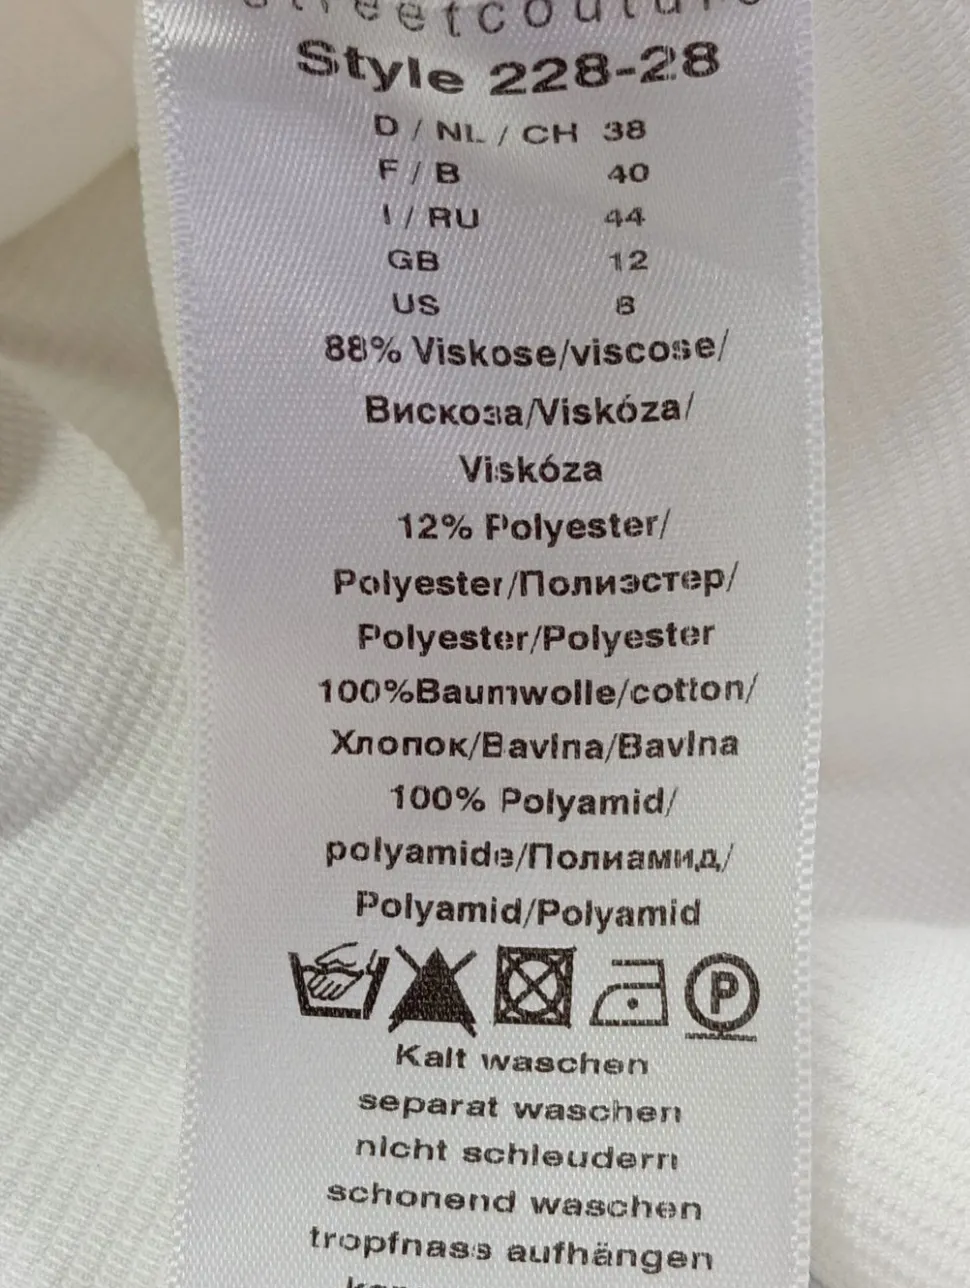 streetcouture
Style 228-28
D / NL / CH 38
F / B 40
I / RU 44
GB 12
US 8
88% Viskose/viscose/
Вискоза/Viskóza/
Viskóza
12% Polyester/
Polyester/Полиэстер/
Polyester/Polyester
100%Baumwolle/cotton/
Хлопок/Bavlna/Bavlna
100% Polyamid/
polyamide/Полиамид/
Polyamid/Polyamid
P
Kalt waschen
separat waschen
nicht schleudern
schonend waschen
tropfnass aufhängen